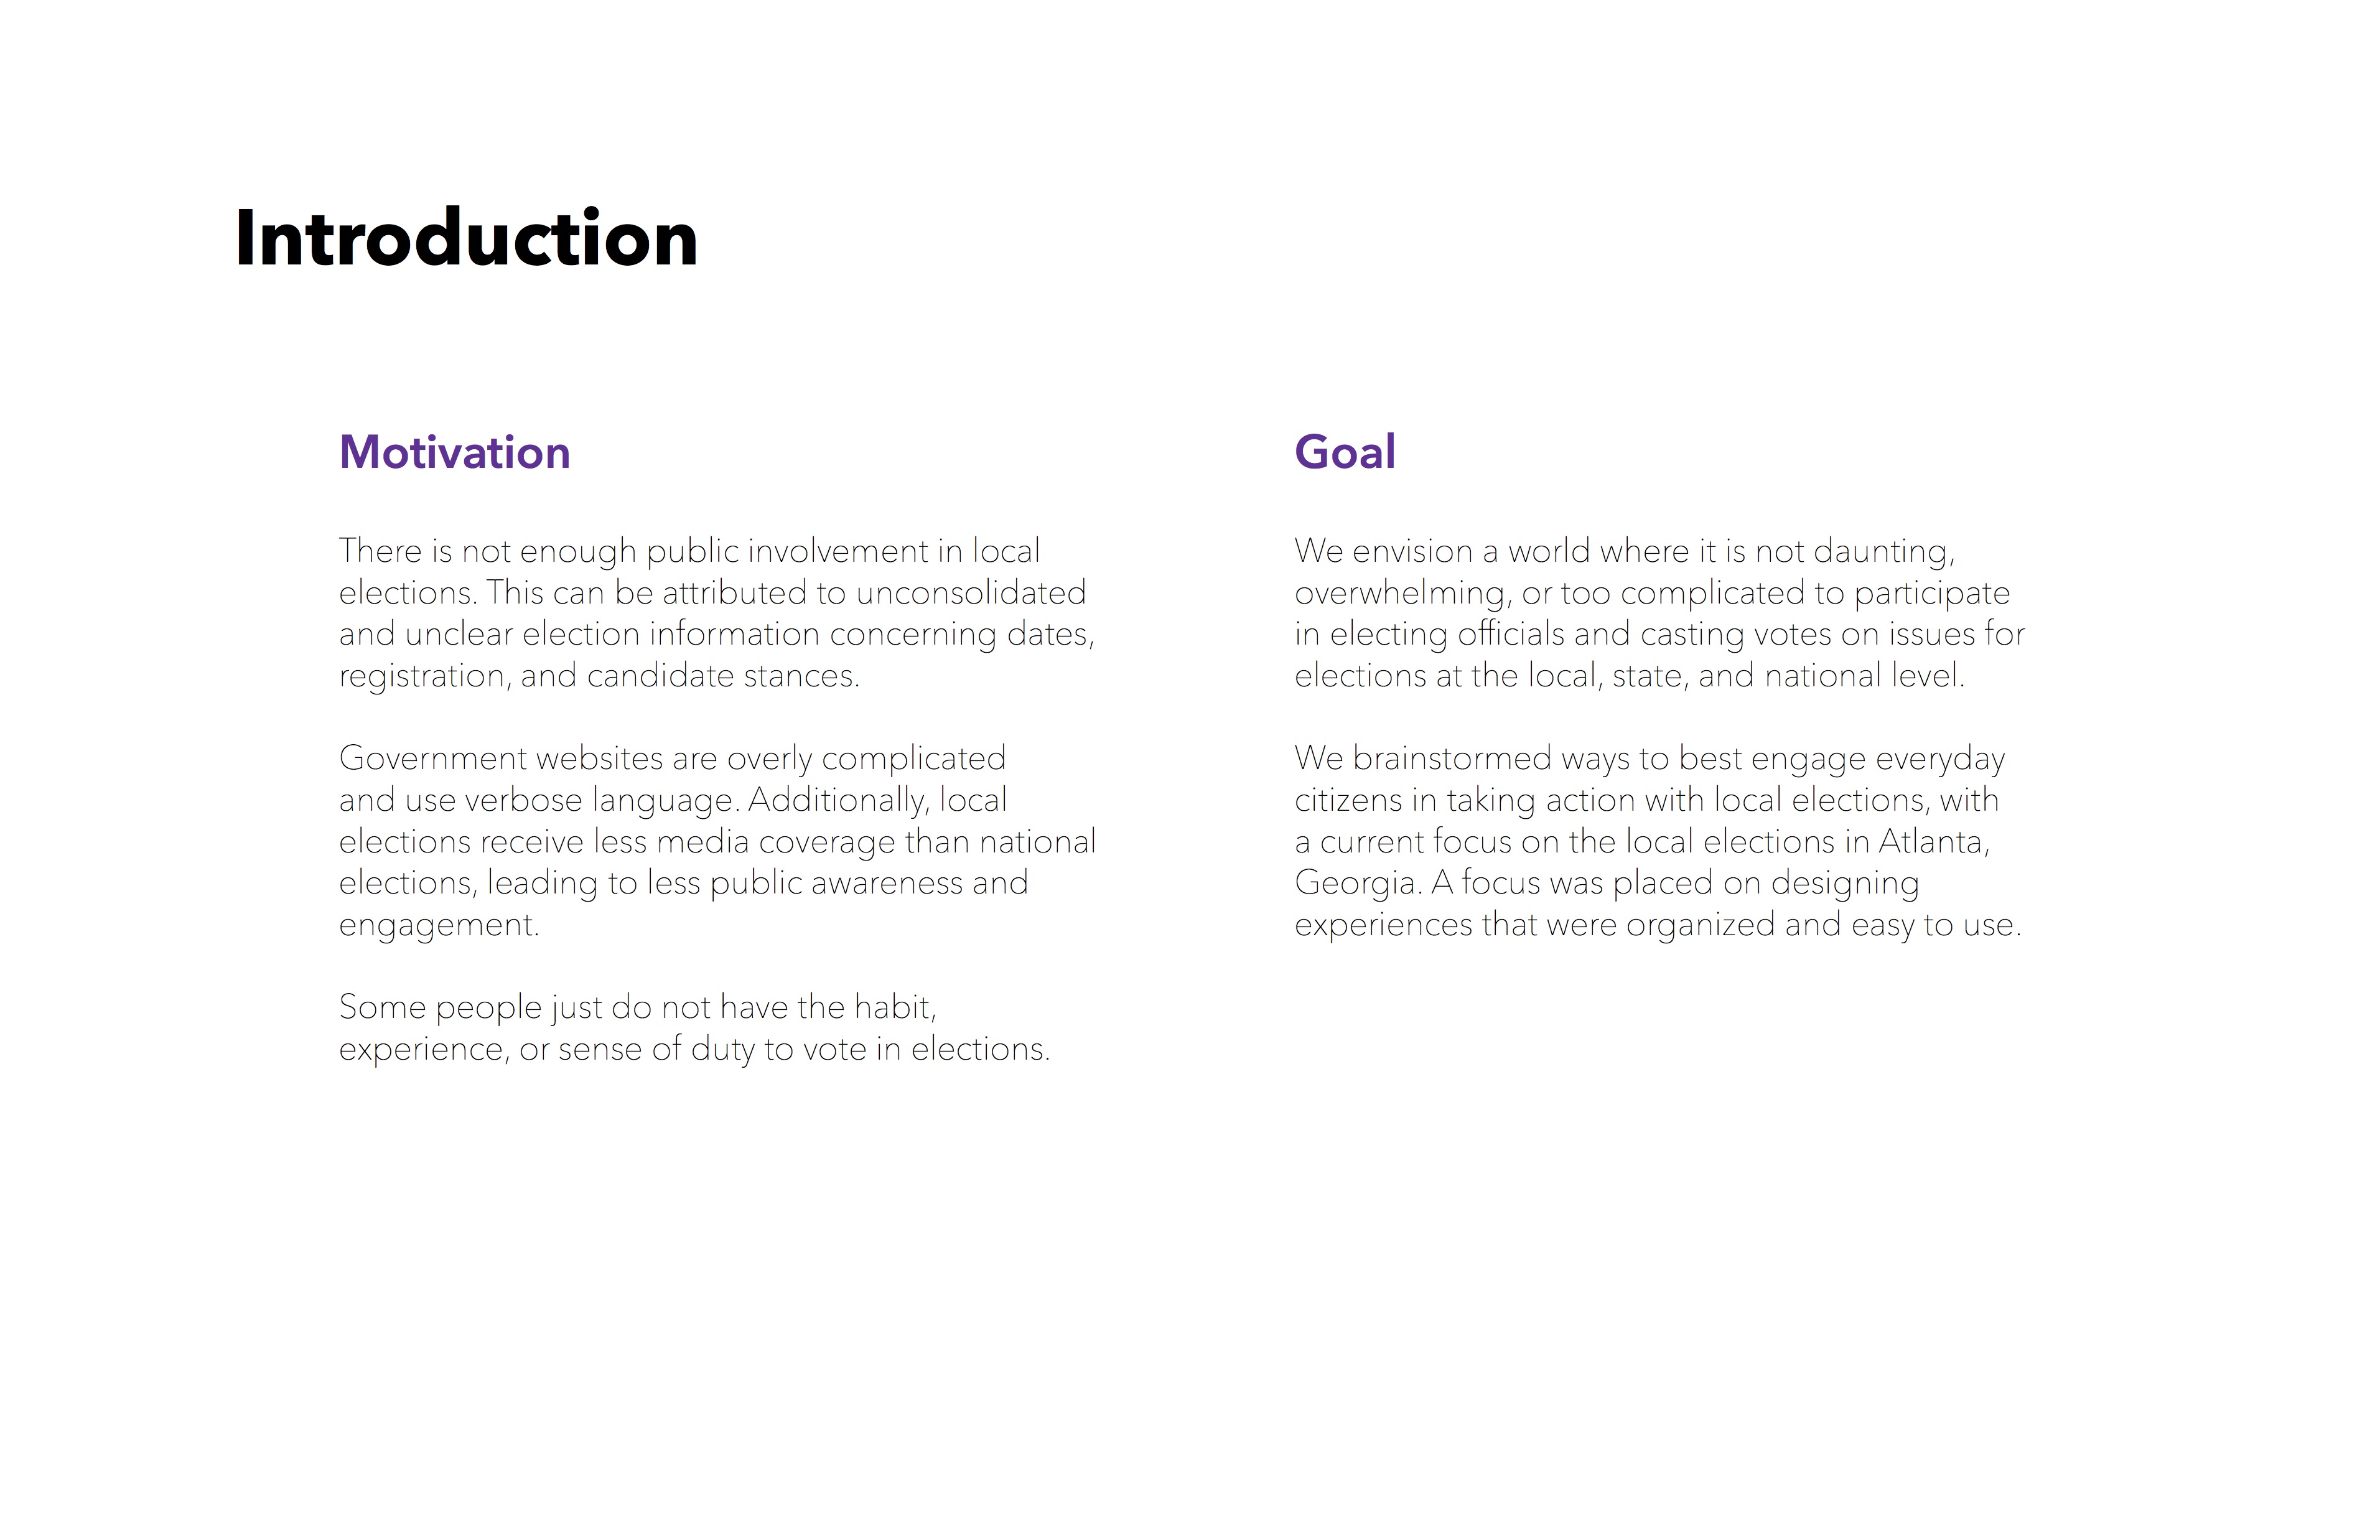 Introduction
Motivation
There is not enough public involvement in local
elections. This can be attributed to unconsolidated
and unclear election information concerning dates,
registration, and candidate stances.
Government websites are overly complicated
and use verbose language. Additionally, local
elections receive less media coverage than national
elections, leading to less public awareness and
engagement.
Some people just do not have the habit,
experience, or sense of duty to vote in elections.
Goal
We envision a world where it is not daunting,
overwhelming, or too complicated to participate
in electing officials and casting votes on issues for
elections at the local, state, and national level.
We brainstormed ways to best engage everyday
citizens in taking action with local elections, with
a current focus on the local elections in Atlanta,
Georgia. A focus was placed on designing
experiences that were organized and easy to use.